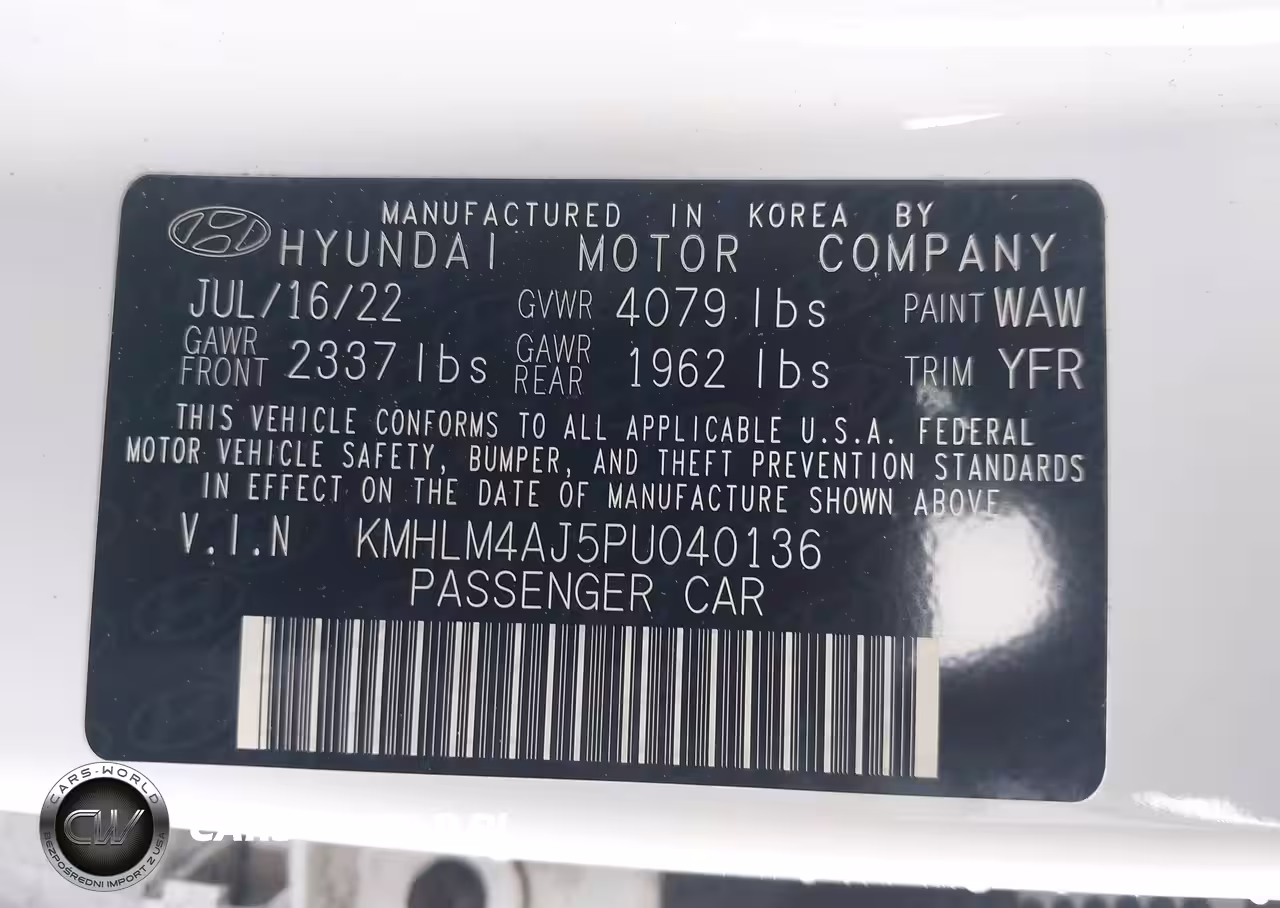 MANUFACTURED IN KOREA BY
HYUNDAI MOTOR COMPANY
JUL/16/22 GVWR 4079 lbs PAINT WAW
GAWR FRONT 2337 lbs GAWR REAR 1962 lbs TRIM YFR
THIS VEHICLE CONFORMS TO ALL APPLICABLE U.S.A. FEDERAL
MOTOR VEHICLE SAFETY, BUMPER, AND THEFT PREVENTION STANDARDS
IN EFFECT ON THE DATE OF MANUFACTURE SHOWN ABOVE
V.I.N KMHLM4AJ5PU040136
PASSENGER CAR
CARS-WORLD
CW
BEZPOŚREDNI IMPORT Z USA